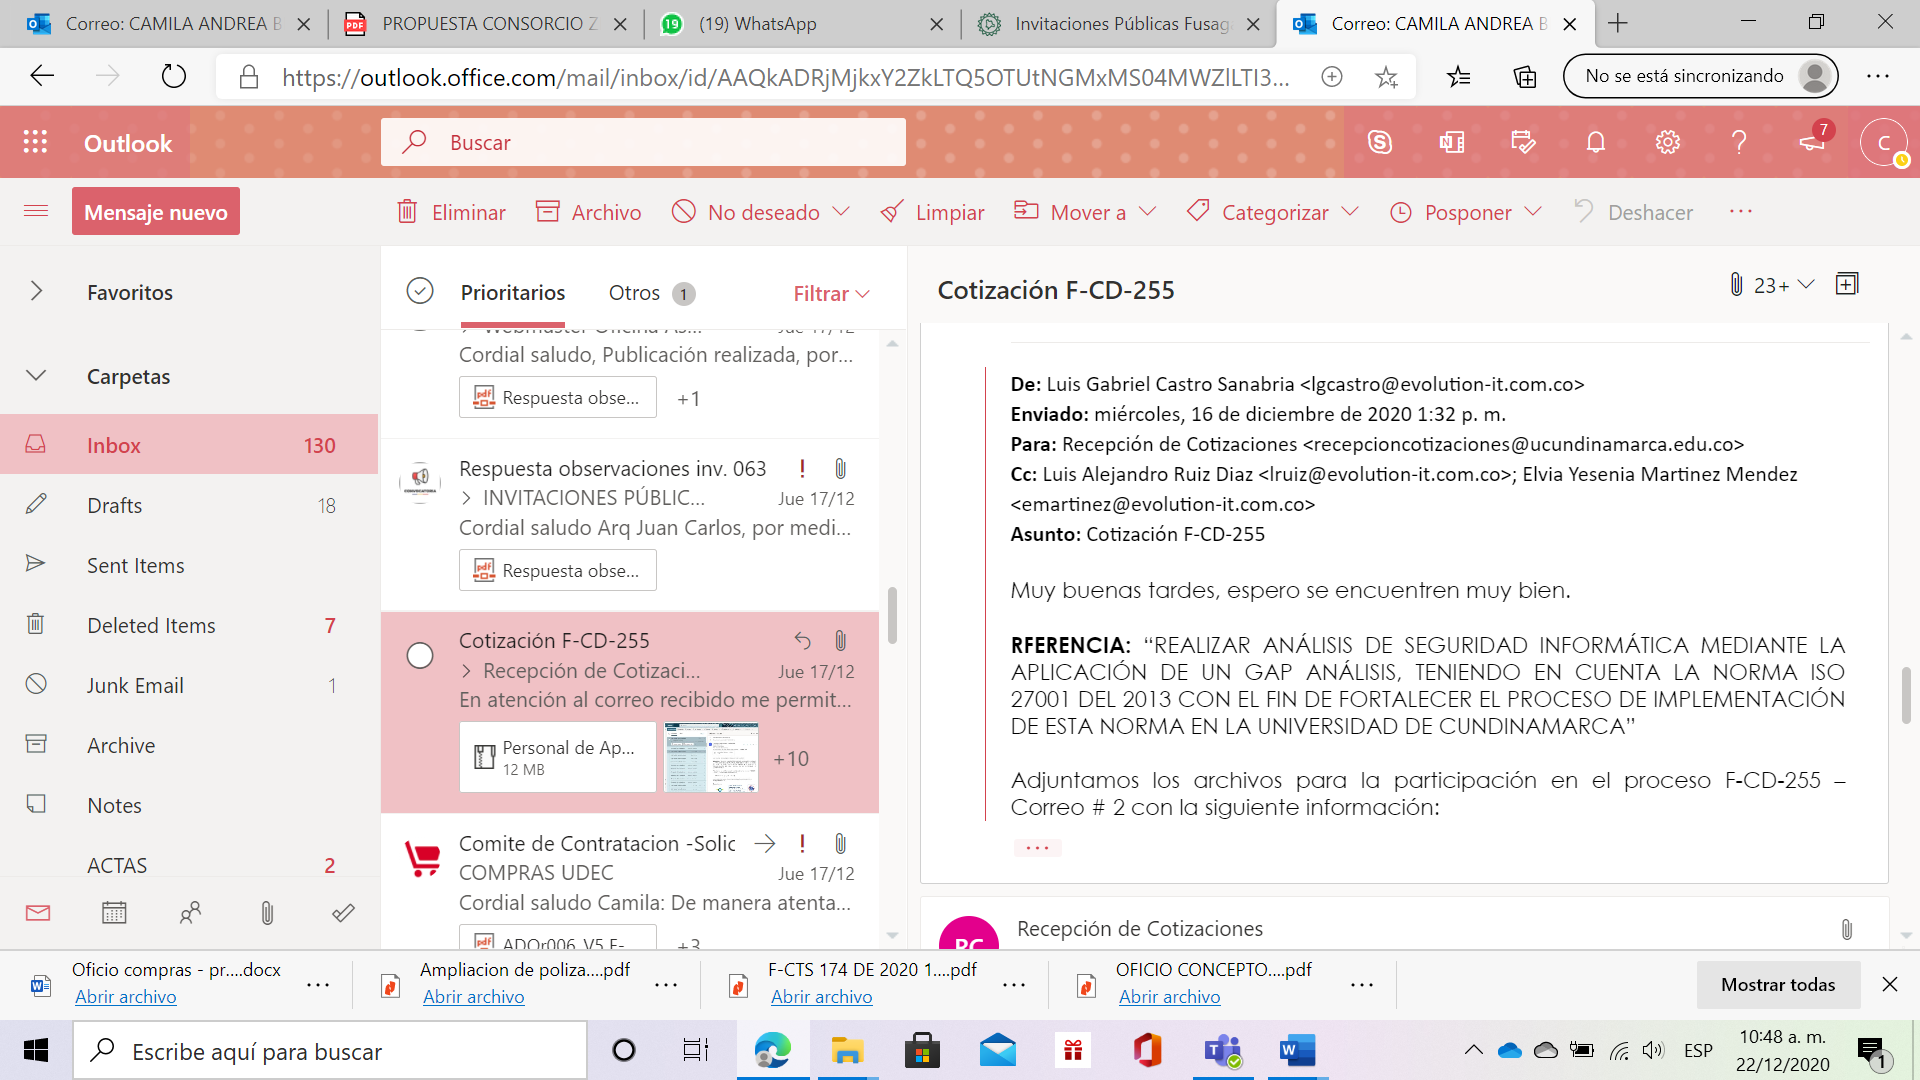 Correo: CAMILA ANDREA B
PROPUESTA CONSORCIO Z
19
(19) WhatsApp
Invitaciones Públicas Fusaga
Correo: CAMILA ANDREA B
https://outlook.office.com/mail/inbox/id/AAQkADRjMjkxY2ZkLTQ5OTUtNGMxMS04MWZlLTI3...
No se está sincronizando
Outlook
Buscar
7
C
Mensaje nuevo
Eliminar
Archivo
No deseado
Limpiar
Mover a
Categorizar
Posponer
Deshacer
Favoritos
Carpetas
Inbox 130
Drafts 18
Sent Items
Deleted Items 7
Junk Email 1
Archive
Notes
ACTAS 2
Prioritarios
Otros 1
Filtrar
Webmaster Oficina As... Jue 17/12
Cordial saludo, Publicación realizada, por...
Respuesta obse... +1
Respuesta observaciones inv. 063
INVITACIONES PÚBLIC... Jue 17/12
Cordial saludo Arq Juan Carlos, por medi...
Respuesta obse...
Cotización F-CD-255
Recepción de Cotizaci... Jue 17/12
En atención al correo recibido me permit...
Personal de Ap...
12 MB
+10
Comite de Contratacion -Solic
COMPRAS UDEC Jue 17/12
Cordial saludo Camila: De manera atenta...
ADOr006_V5 F- +3
Cotización F-CD-255
23+
De: Luis Gabriel Castro Sanabria <lgcastro@evolution-it.com.co>
Enviado: miércoles, 16 de diciembre de 2020 1:32 p. m.
Para: Recepción de Cotizaciones <recepcioncotizaciones@ucundinamarca.edu.co>
Cc: Luis Alejandro Ruiz Diaz <lruiz@evolution-it.com.co>; Elvia Yesenia Martinez Mendez
<emartinez@evolution-it.com.co>
Asunto: Cotización F-CD-255
Muy buenas tardes, espero se encuentren muy bien.
RFERENCIA: “REALIZAR ANÁLISIS DE SEGURIDAD INFORMÁTICA MEDIANTE LA
APLICACIÓN DE UN GAP ANÁLISIS, TENIENDO EN CUENTA LA NORMA ISO
27001 DEL 2013 CON EL FIN DE FORTALECER EL PROCESO DE IMPLEMENTACIÓN
DE ESTA NORMA EN LA UNIVERSIDAD DE CUNDINAMARCA”
Adjuntamos los archivos para la participación en el proceso F-CD-255 –
Correo # 2 con la siguiente información:
...
RC
Recepción de Cotizaciones
Oficio compras - pr....docx
Abrir archivo
Ampliacion de poliza....pdf
Abrir archivo
F-CTS 174 DE 2020 1....pdf
Abrir archivo
OFICIO CONCEPTO....pdf
Abrir archivo
Mostrar todas
Escribe aquí para buscar
ESP
10:48 a. m.
22/12/2020
1